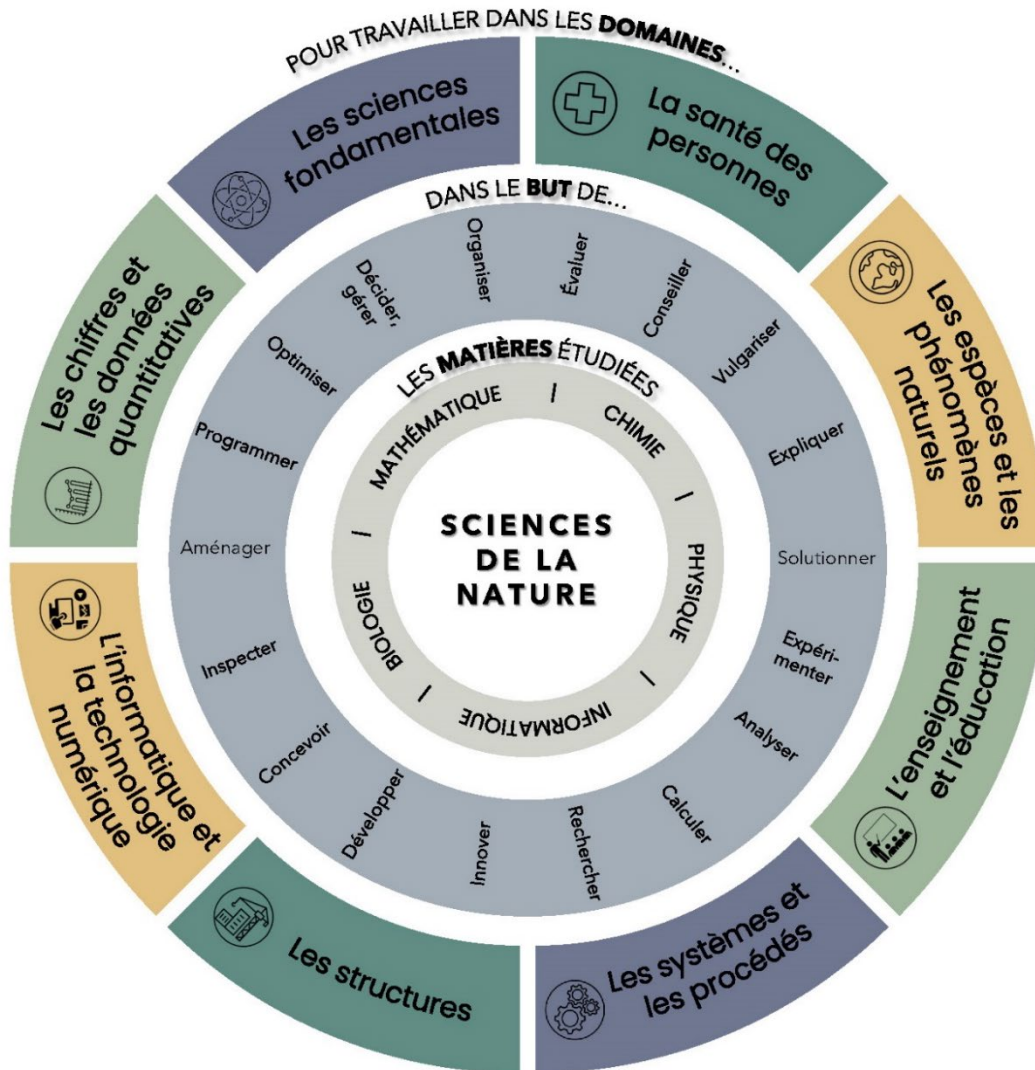 POUR TRAVAILLER DANS LES DOMAINES...
Les sciences
fondamentales
La santé des
personnes
Les espèces et les
phénomènes
naturels
L'enseignement
et l'éducation
Les systèmes et
les procédés
Les structures
L'informatique et
la technologie
numérique
Les chiffres et
les données
quantitatives
DANS LE BUT DE...
Organiser
Évaluer
Conseiller
Vulgariser
Expliquer
Solutionner
Expéri-
menter
Analyser
Calculer
Rechercher
Innover
Développer
Concevoir
Inspecter
Aménager
Programmer
Optimiser
Décider,
gérer
LES MATIÈRES ÉTUDIÉES
MATHÉMATIQUE |
CHIMIE |
PHYSIQUE |
INFORMATIQUE |
BIOLOGIE |
SCIENCES
DE LA
NATURE